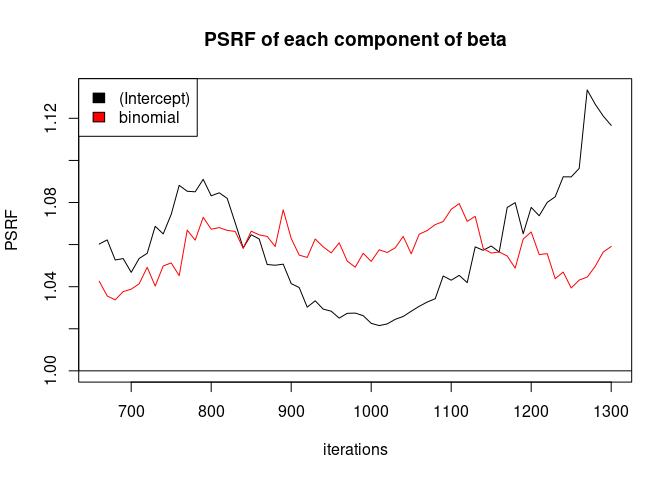 PSRF of each component of beta
(Intercept)
binomial
PSRF
1.12
1.08
1.04
1.00
700 800 900 1000 1100 1200 1300
iterations